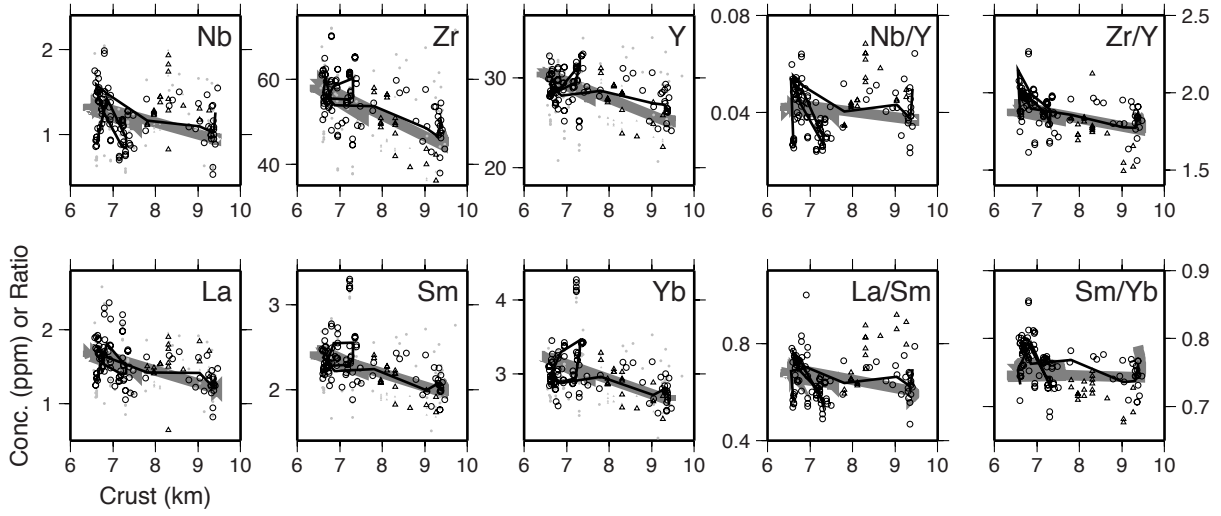 0.08 2.5
Nb Zr Y Nb/Y Zr/Y
2 60 30 0.04 2.0
1 40 20 1.5
6 7 8 9 10 6 7 8 9 10 6 7 8 9 10 6 7 8 9 10 6 7 8 9 10
0.9
La Sm Yb La/Sm Sm/Yb
3 4
2 0.8 0.8
2 3
1 0.7
2 0.4
6 7 8 9 10 6 7 8 9 10 6 7 8 9 10 6 7 8 9 10 6 7 8 9 10
Conc. (ppm) or Ratio
Crust (km)